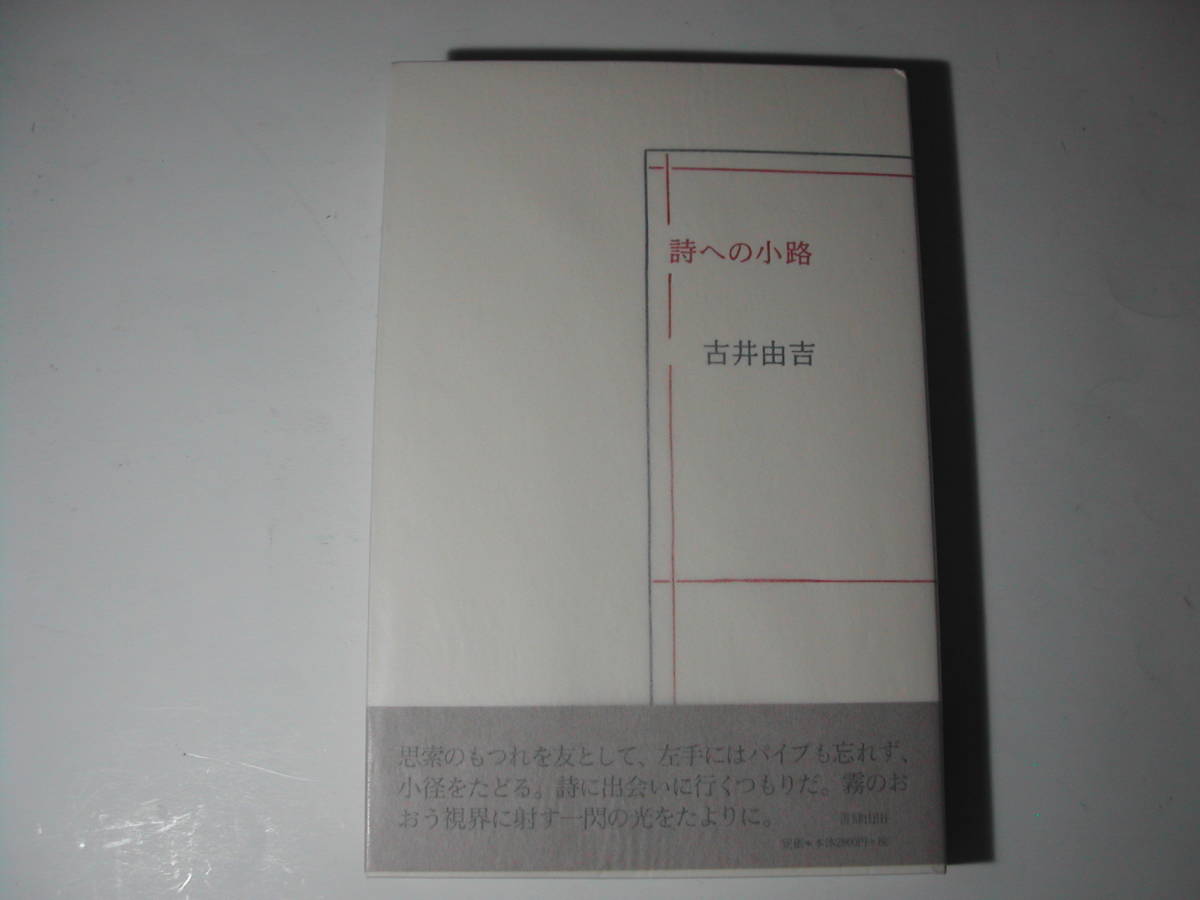 詩への小路
古井由吉
思索のもつれを友として、左手にはパイプも忘れず、
小径をたどる。詩に出会いに行くつもりだ。霧のお
おう視界に射す一閃の光をたよりに。